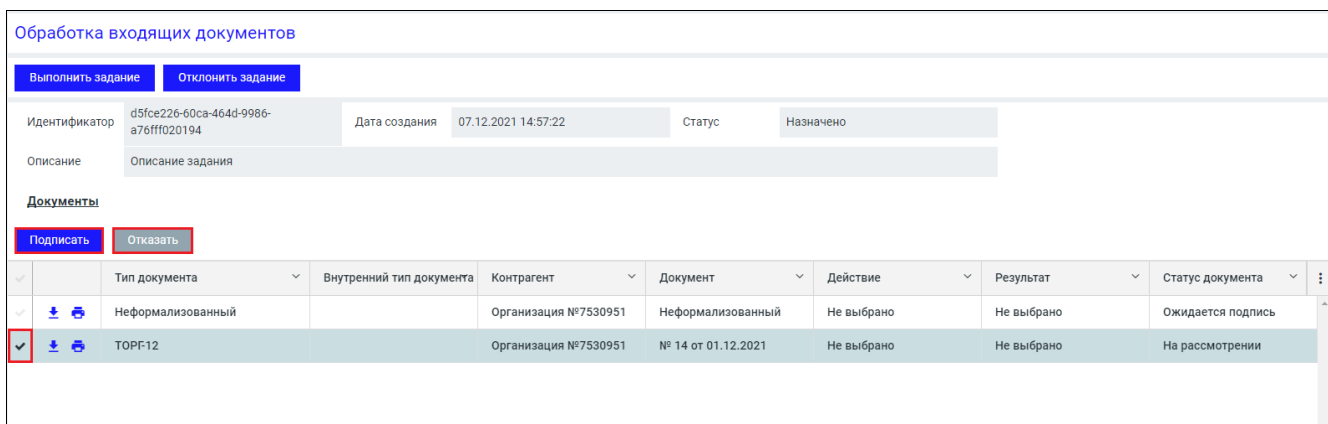 Обработка входящих документов
Выполнить задание Отклонить задание
Идентификатор d5fce226-60ca-464d-9986-a76fff020194 Дата создания 07.12.2021 14:57:22 Статус Назначено
Описание Описание задания
Документы
Подписать Отказать
Тип документа Внутренний тип документа Контрагент Документ Действие Результат Статус документа
Неформализованный Организация №7530951 Неформализованный Не выбрано Не выбрано Ожидается подпись
ТОРГ-12 Организация №7530951 № 14 от 01.12.2021 Не выбрано Не выбрано На рассмотрении